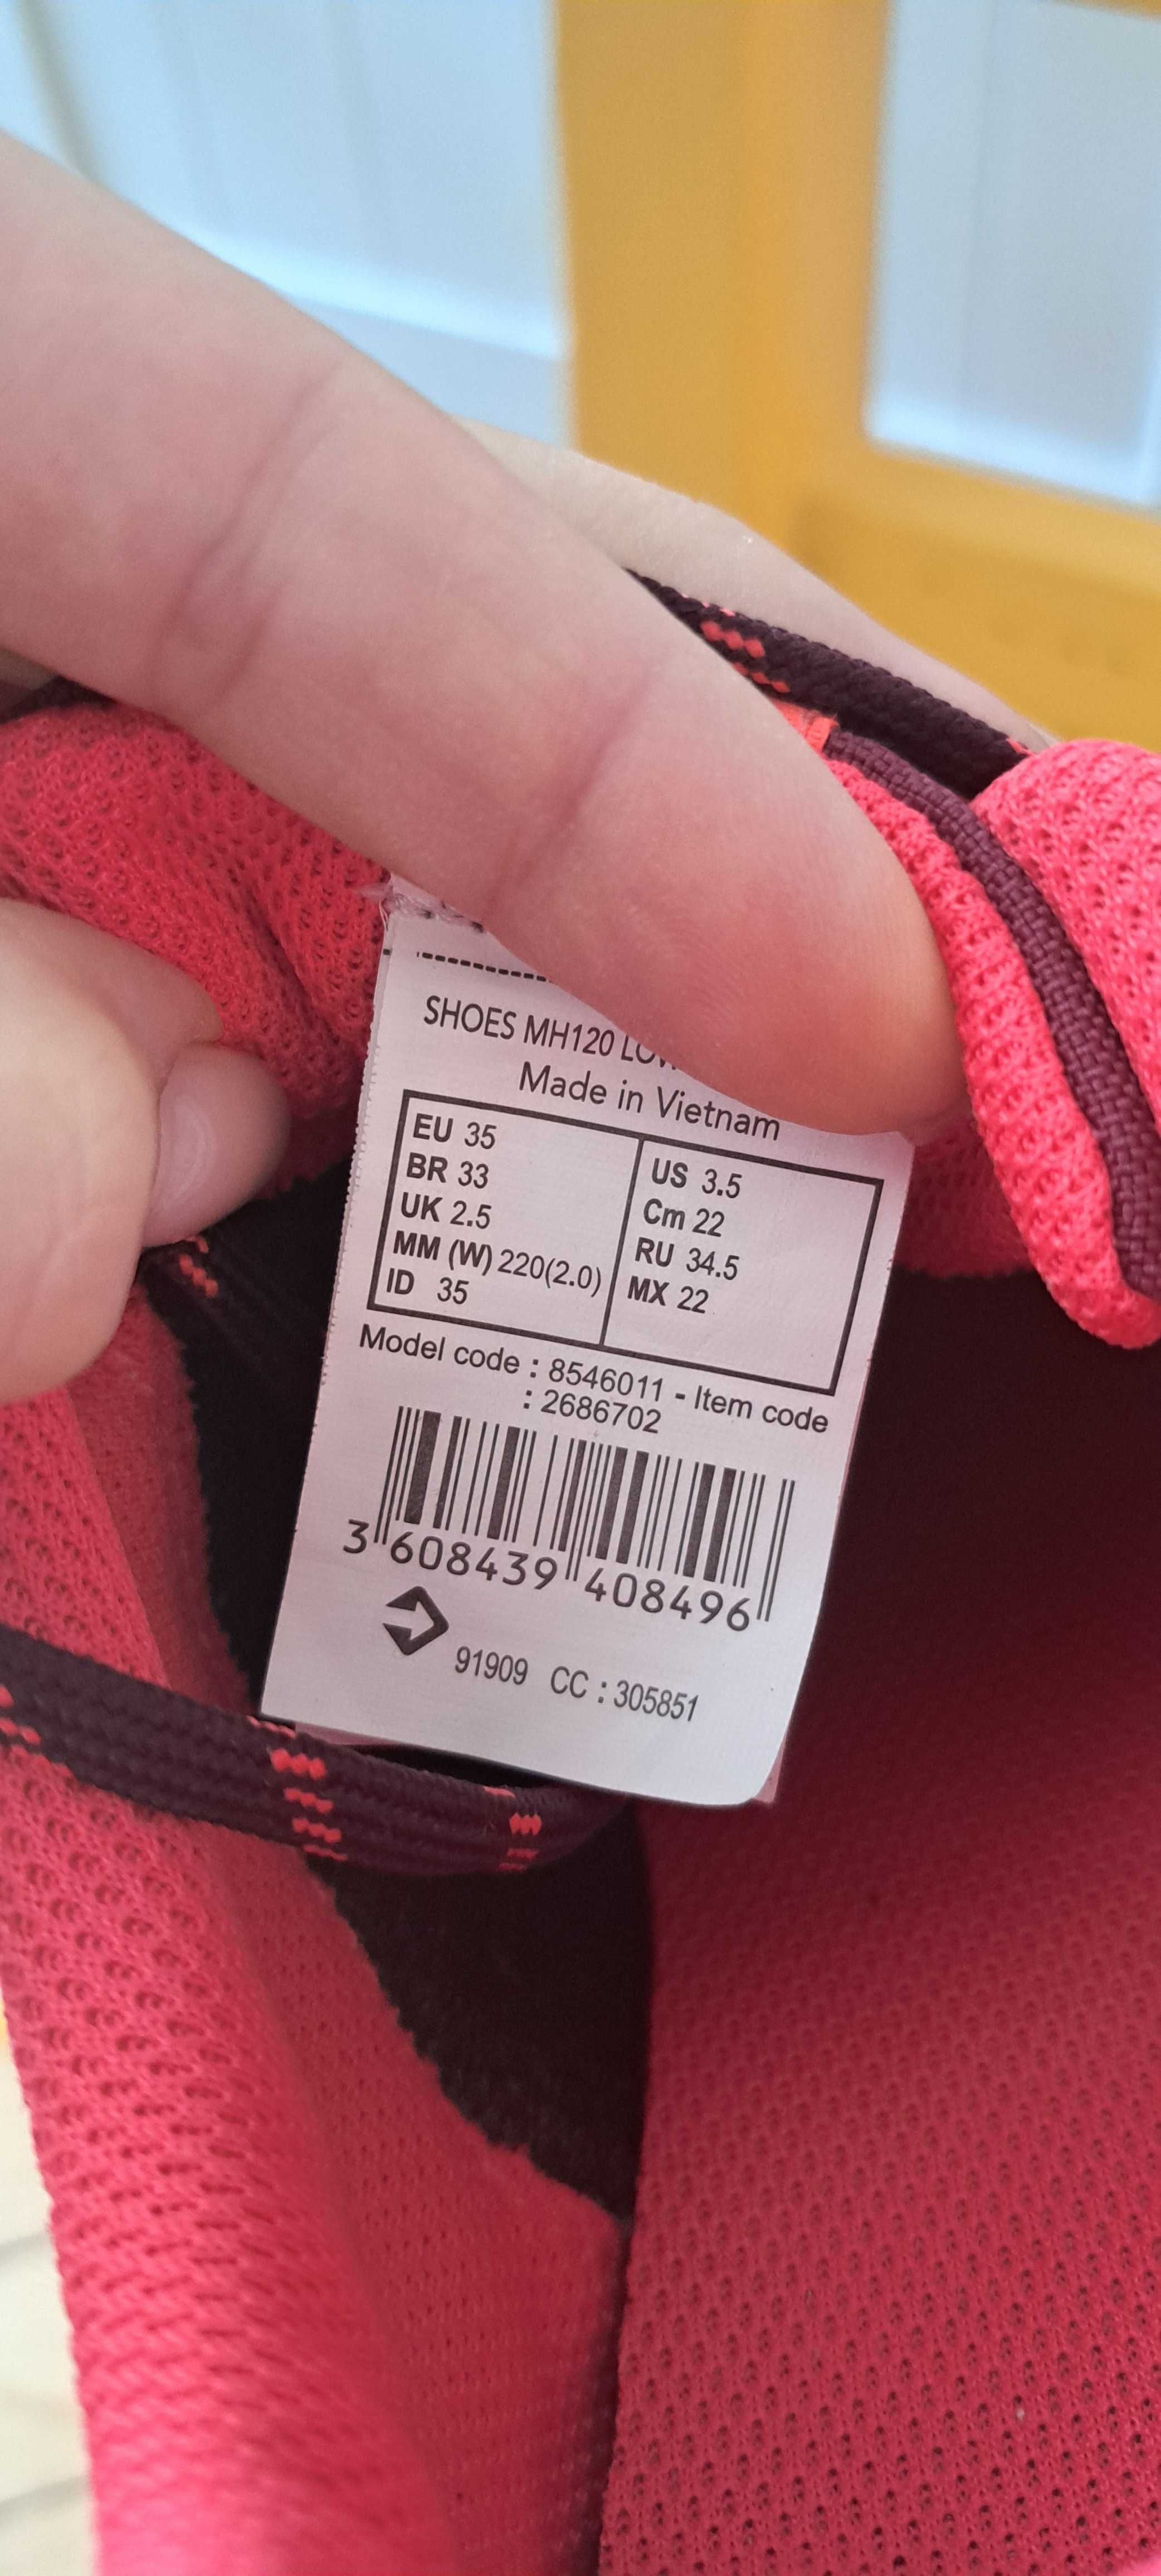 SHOES MH120
Made in Vietnam
EU 35
BR 33
UK 2.5
MM (W) 220(2.0)
ID 35
US 3.5
Cm 22
RU 34.5
MX 22
Model code : 8546011 - Item code
: 2686702
3 608439 408496
91909 CC : 305851